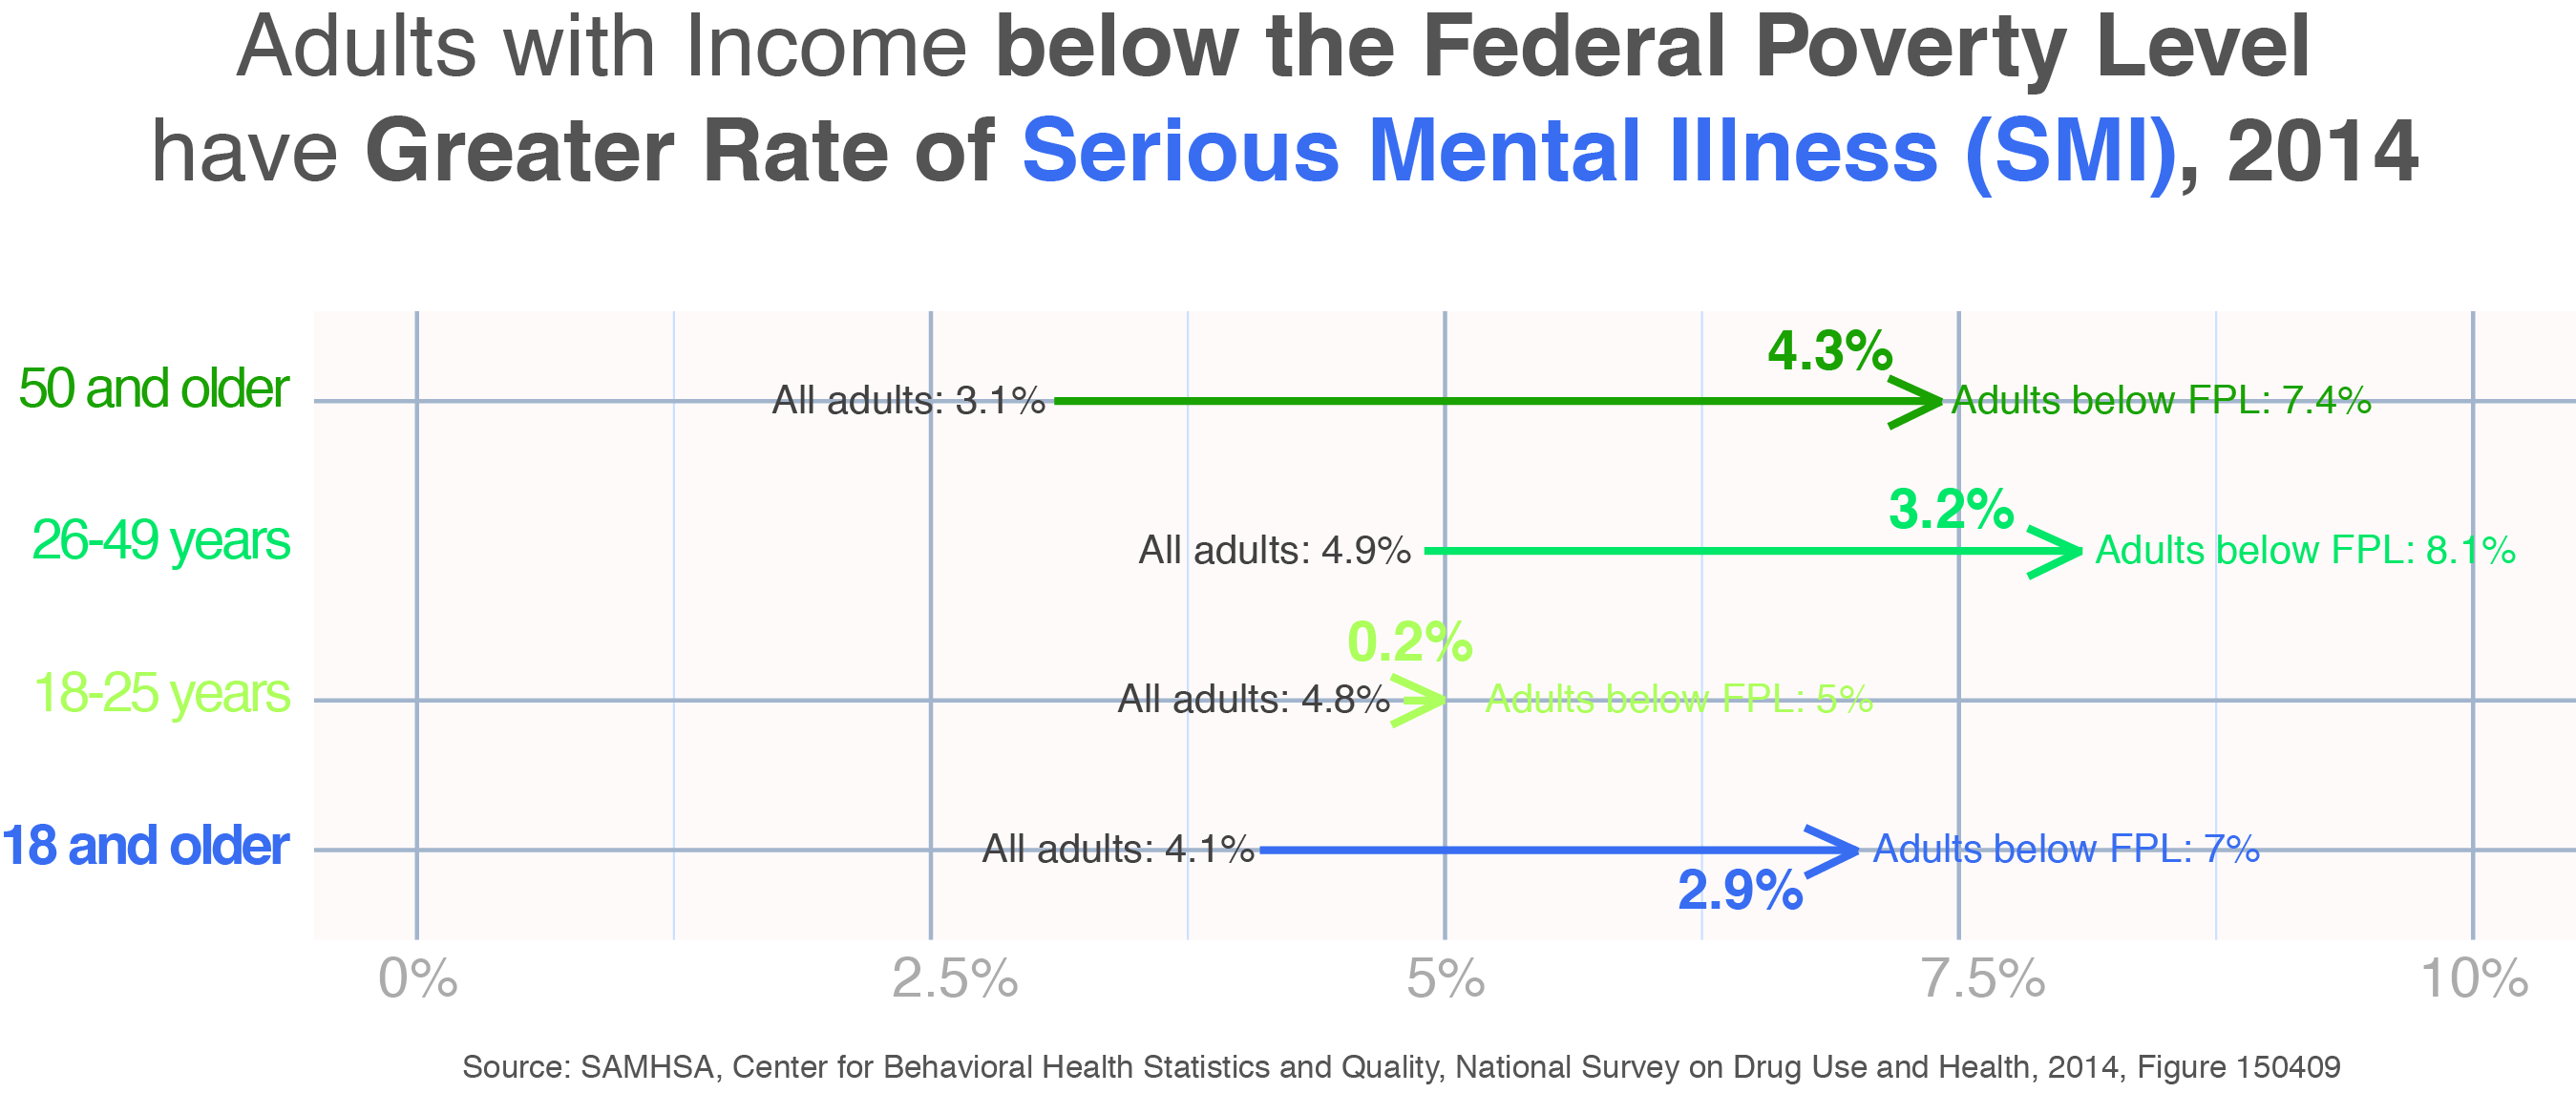 Adults with Income below the Federal Poverty Level
have Greater Rate of Serious Mental Illness (SMI), 2014
4.3%
50 and older
All adults: 3.1%
Adults below FPL: 7.4%
3.2%
26-49 years
All adults: 4.9%
Adults below FPL: 8.1%
0.2%
18-25 years
All adults: 4.8%
Adults below FPL: 5%
18 and older
All adults: 4.1%
Adults below FPL: 7%
2.9%
0%
2.5%
5%
7.5%
10%
Source: SAMHSA, Center for Behavioral Health Statistics and Quality, National Survey on Drug Use and Health, 2014, Figure 150409